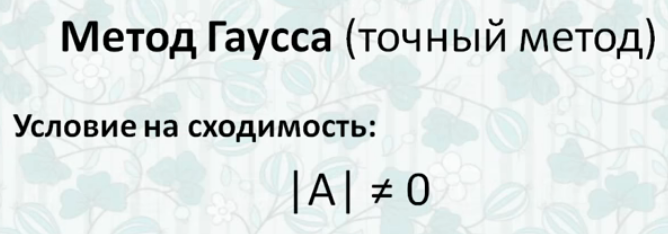 Метод Гаусса (точный метод)
Условие на сходимость:
|A| ≠ 0